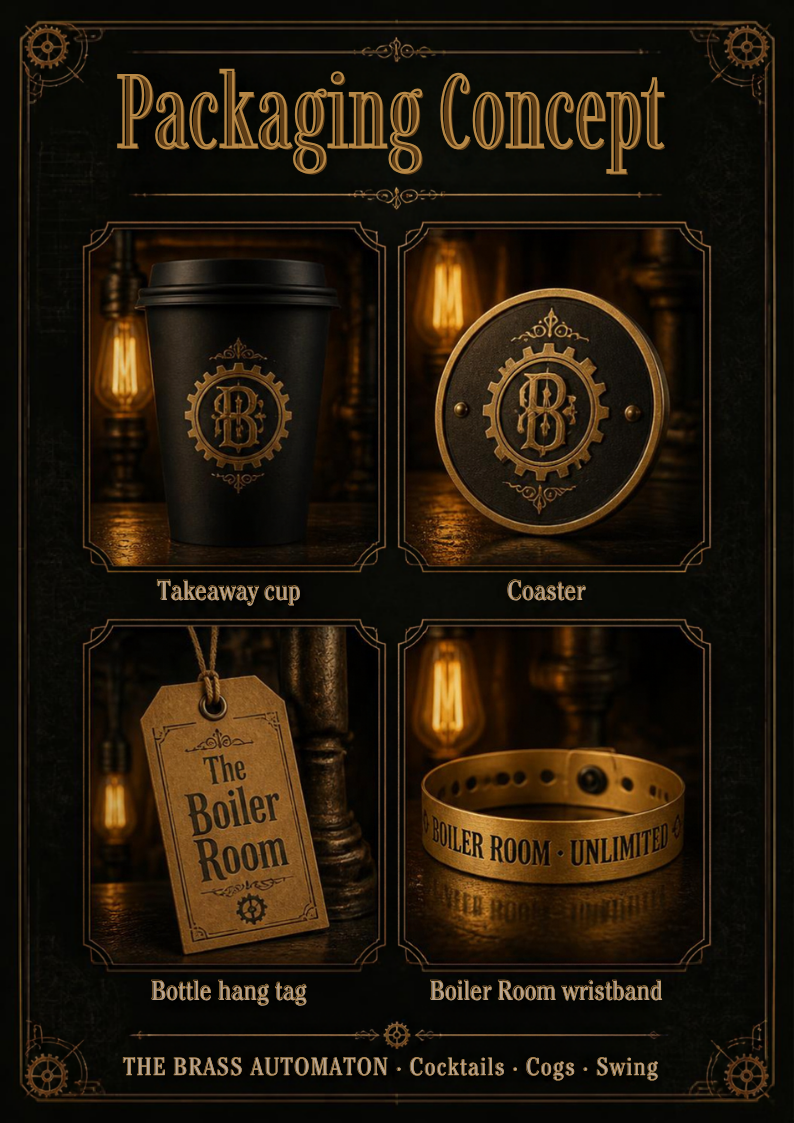 Packaging Concept
B
B
Takeaway cup
Coaster
The
Boiler
Room
BOILER ROOM · UNLIMITED
Bottle hang tag
Boiler Room wristband
THE BRASS AUTOMATON · Cocktails · Cogs · Swing